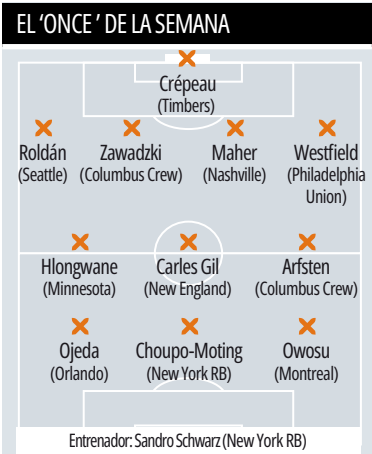 EL ‘ONCE ’ DE LA SEMANA
Crépeau
(Timbers)
Roldán Zawadzki Maher Westfield
(Seattle) (Columbus Crew) (Nashville) (Philadelphia
Union)
Hlongwane Carles Gil Arfsten
(Minnesota) (New England) (Columbus Crew)
Ojeda Choupo-Moting Owosu
(Orlando) (New York RB) (Montreal)
Entrenador: Sandro Schwarz (New York RB)